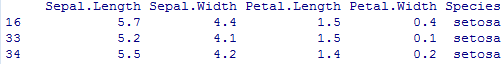 Sepal.Length Sepal.Width Petal.Length Petal.Width Species
16 5.7 4.4 1.5 0.4 setosa
33 5.2 4.1 1.5 0.1 setosa
34 5.5 4.2 1.4 0.2 setosa